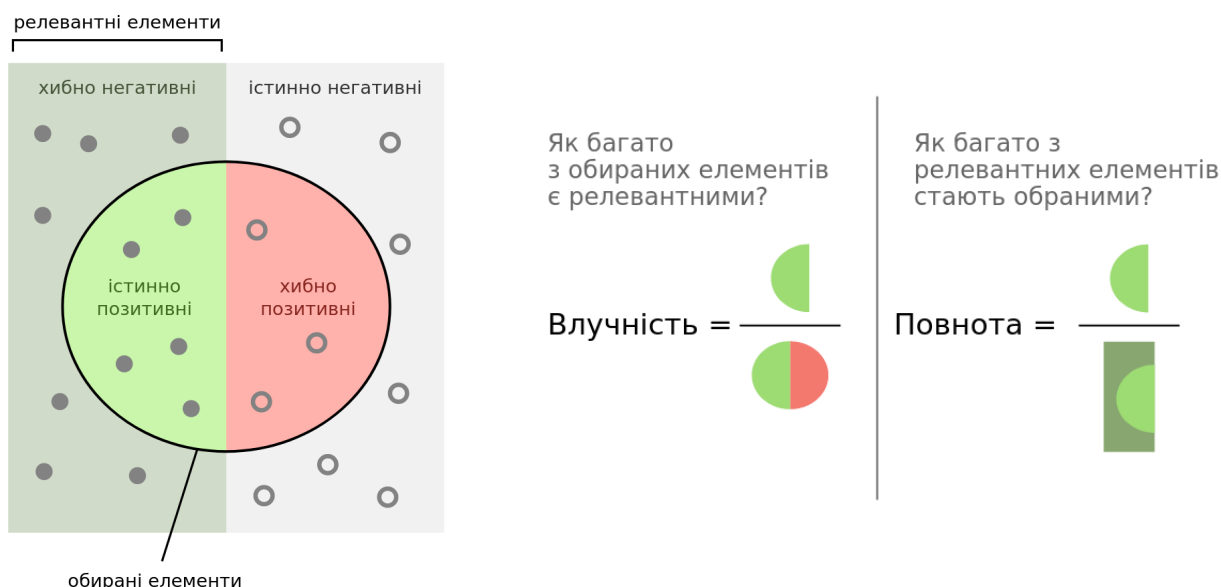 релевантні елементи
хибно негативні
істинно негативні
істинно
позитивні
хибно
позитивні
обирані елементи
Як багато
з обираних елементів
є релевантними?
Влучність =
Як багато з
релевантних елементів
стають обраними?
Повнота =